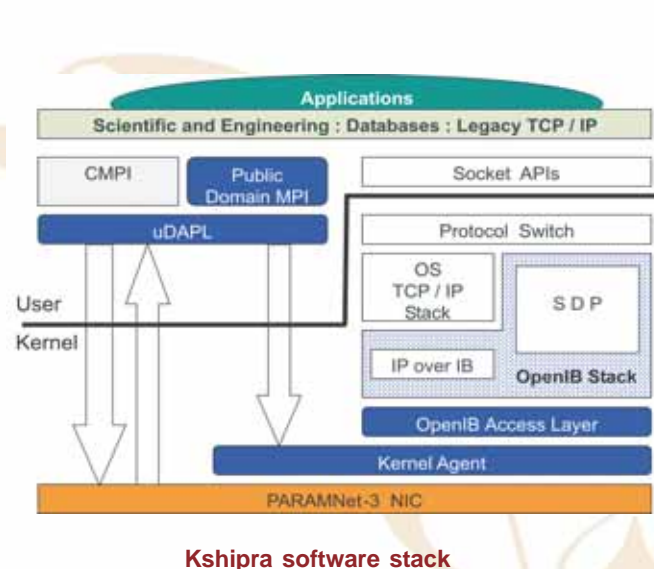 Applications
Scientific and Engineering : Databases : Legacy TCP / IP
CMPI
Public
Domain MPI
Socket APIs
uDAPL
Protocol Switch
OS
TCP / IP
Stack
S D P
User
Kernel
IP over IB
OpenIB Stack
OpenIB Access Layer
Kernel Agent
PARAMNet-3 NIC
Kshipra software stack